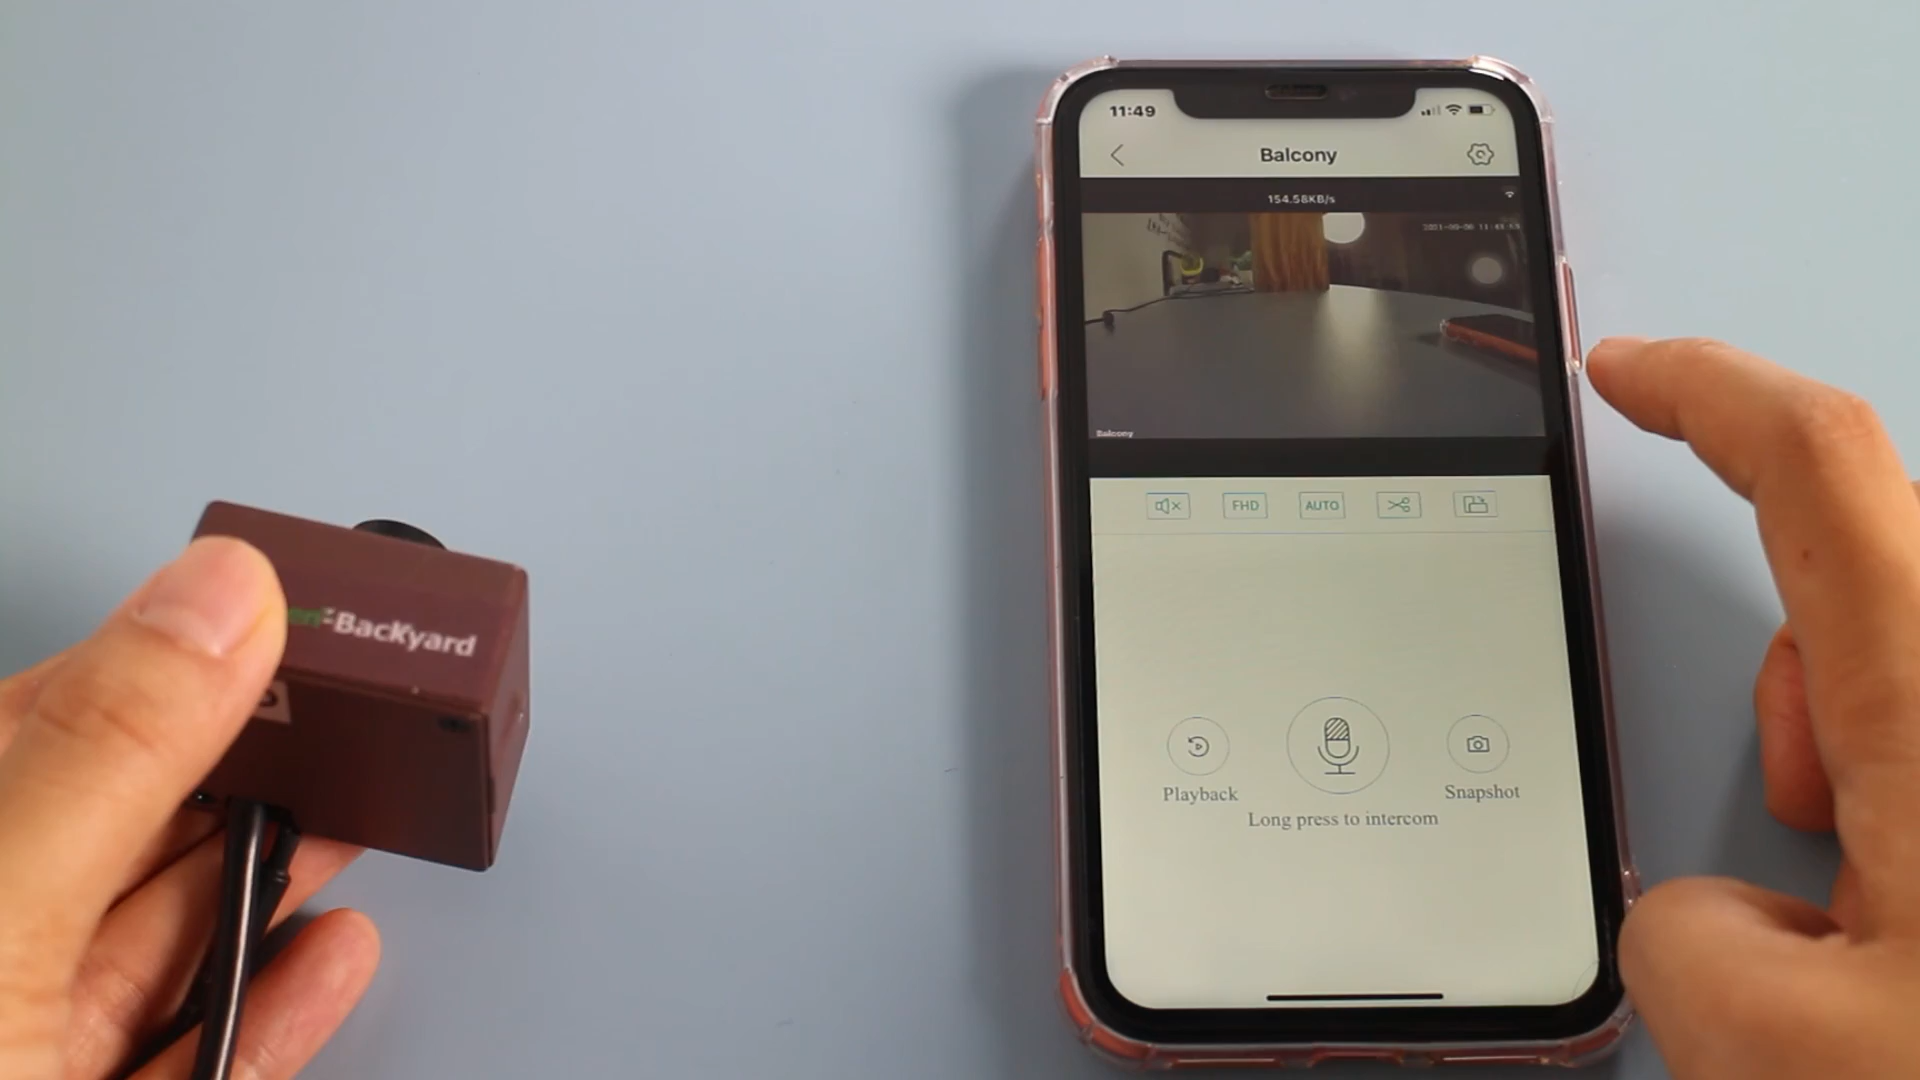 11:49
Balcony
154.58KB/s
Balcony
FHD
AUTO
Playback
Snapshot
Long press to intercom
-BacKyard